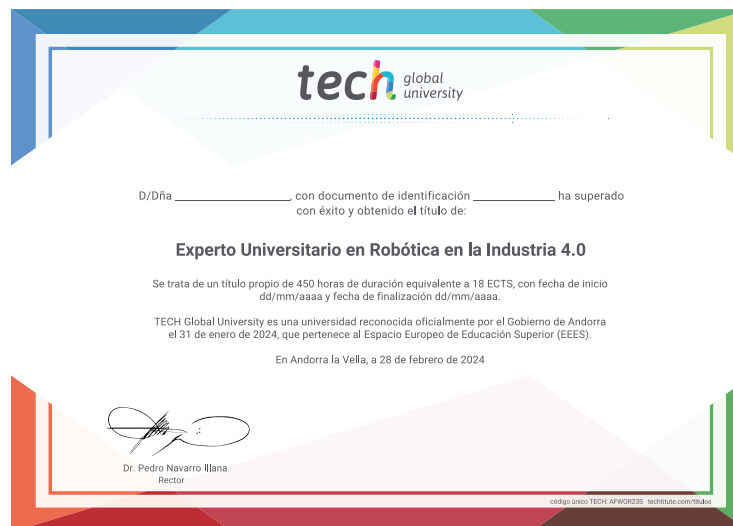 tech global
university
D/Dña ______________, con documento de identificación __________ ha superado
con éxito y obtenido el título de:
Experto Universitario en Robótica en la Industria 4.0
Se trata de un título propio de 450 horas de duración equivalente a 18 ECTS, con fecha de inicio
dd/mm/aaaa y fecha de finalización dd/mm/aaaa.
TECH Global University es una universidad reconocida oficialmente por el Gobierno de Andorra
el 31 de enero de 2024, que pertenece al Espacio Europeo de Educación Superior (EEES).
En Andorra la Vella, a 28 de febrero de 2024
Dr. Pedro Navarro Illana
Rector
código único TECH: AFWOR23S techtitute.com/titulos